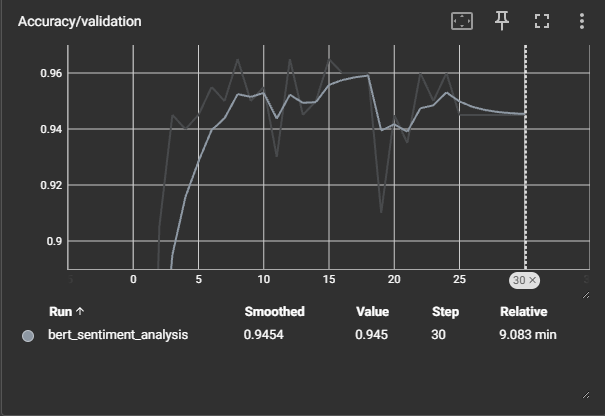 Accuracy/validation
0.96
0.94
0.92
0.9
0 5 10 15 20 25 30 ×
Run ↑ Smoothed Value Step Relative
bert_sentiment_analysis 0.9454 0.945 30 9.083 min